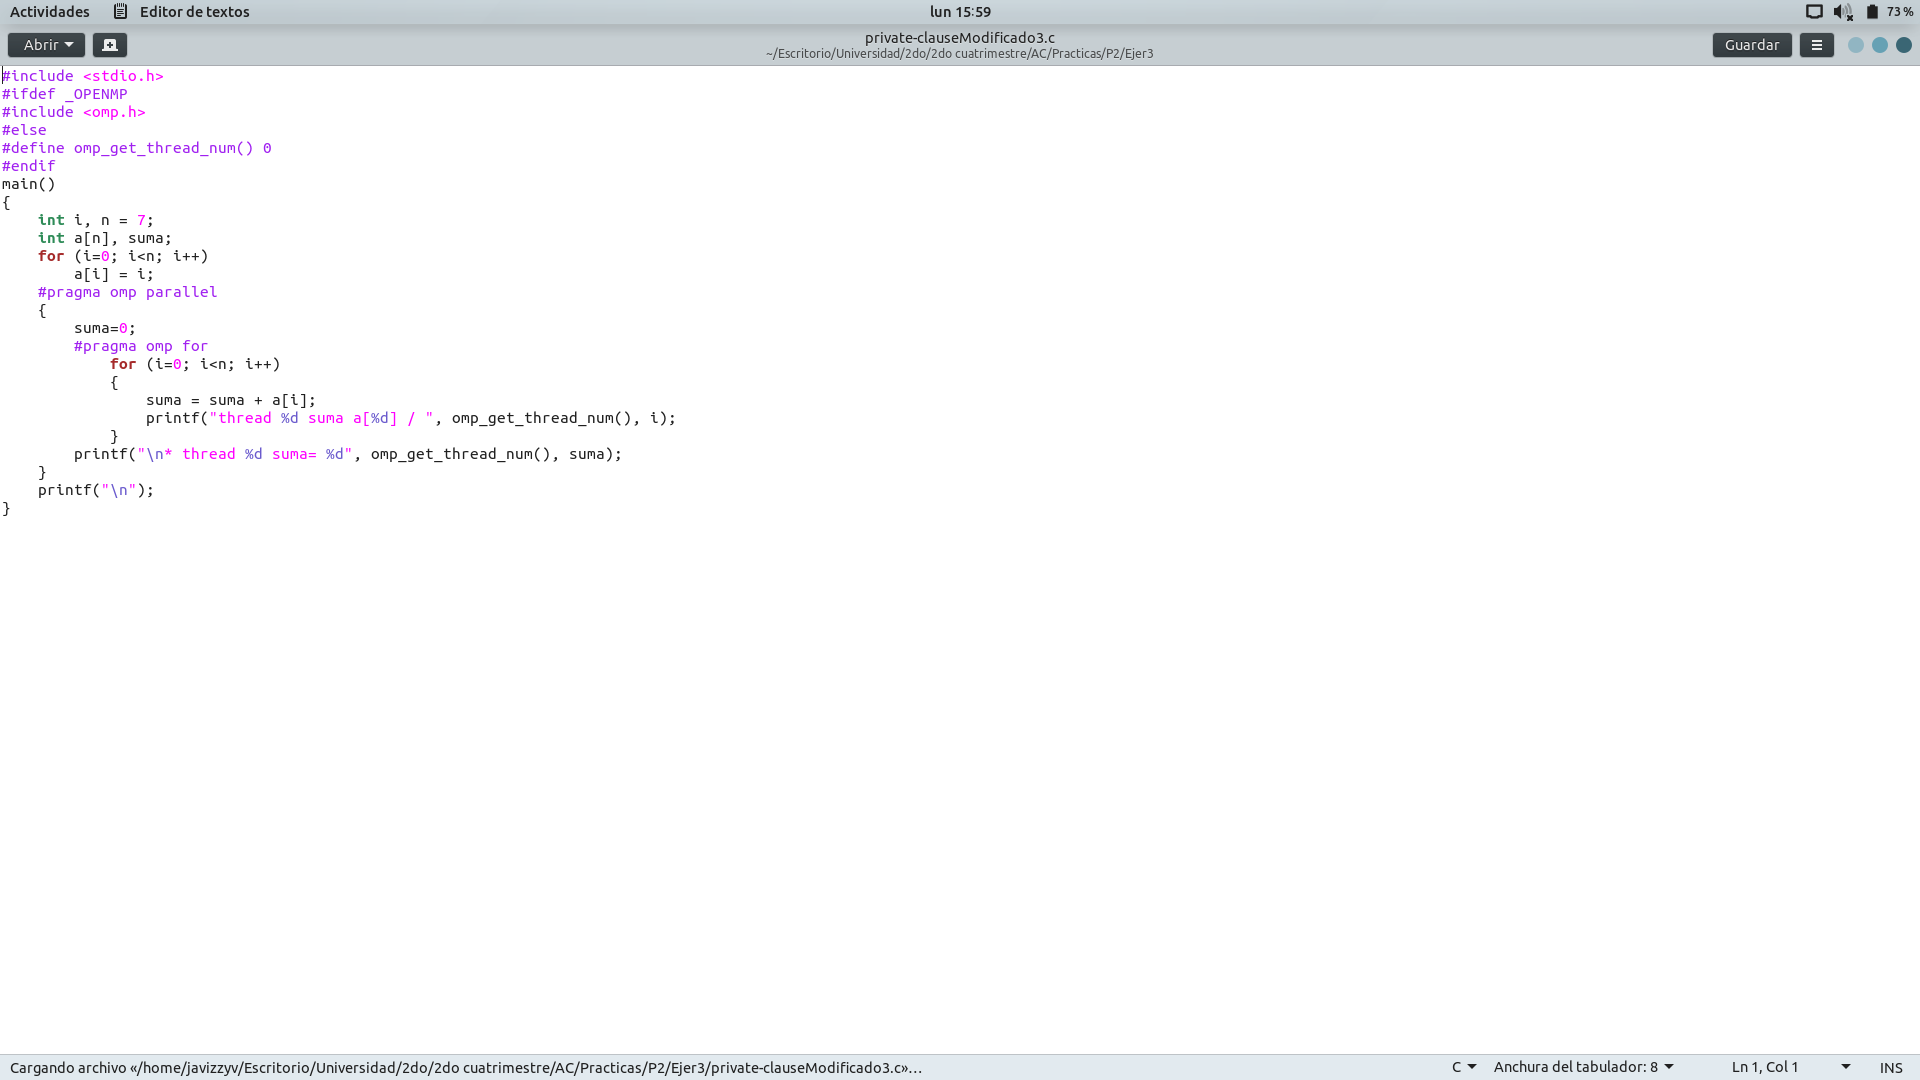 Actividades Editor de textos lun 15:59 73 %
Abrir private-clauseModificado3.c Guardar
~/Escritorio/Universidad/2do/2do cuatrimestre/AC/Practicas/P2/Ejer3
#include <stdio.h>
#ifdef _OPENMP
#include <omp.h>
#else
#define omp_get_thread_num() 0
#endif
main()
{
    int i, n = 7;
    int a[n], suma;
    for (i=0; i<n; i++)
        a[i] = i;
    #pragma omp parallel
    {
        suma=0;
        #pragma omp for
            for (i=0; i<n; i++)
            {
                suma = suma + a[i];
                printf("thread %d suma a[%d] / ", omp_get_thread_num(), i);
            }
        printf("\n* thread %d suma= %d", omp_get_thread_num(), suma);
    }
    printf("\n");
}
Cargando archivo «/home/javizzyv/Escritorio/Universidad/2do/2do cuatrimestre/AC/Practicas/P2/Ejer3/private-clauseModificado3.c»… C Anchura del tabulador: 8 Ln 1, Col 1 INS